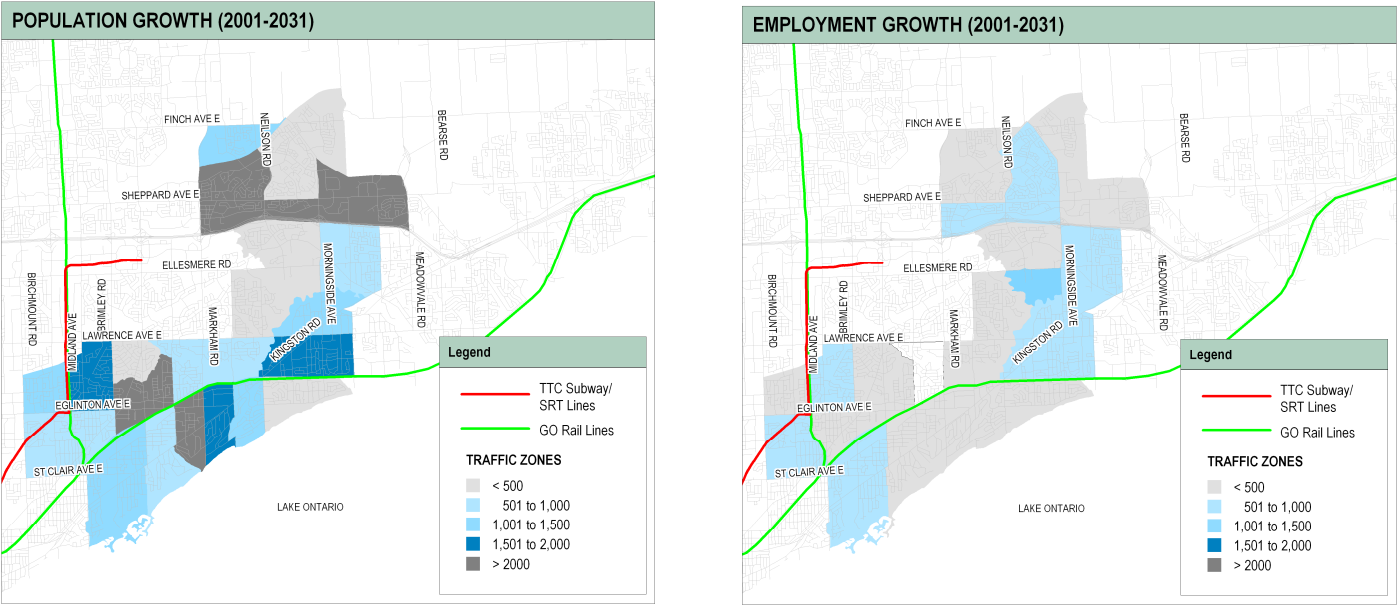 POPULATION GROWTH (2001-2031)
FINCH AVE E
NEILSON RD
BEARSE RD
SHEPPARD AVE E
ELLESMERE RD
MORNINGSIDE AVE
MEADOWVALE RD
BIRCHMOUNT RD
MIDLAND AVE
BRIMLEY RD
MARKHAM RD
LAWRENCE AVE E
KINGSTON RD
EGLINTON AVE E
ST CLAIR AVE E
LAKE ONTARIO
Legend
TTC Subway/
SRT Lines
GO Rail Lines
TRAFFIC ZONES
< 500
501 to 1,000
1,001 to 1,500
1,501 to 2,000
> 2000
EMPLOYMENT GROWTH (2001-2031)
FINCH AVE E
NEILSON RD
BEARSE RD
SHEPPARD AVE E
ELLESMERE RD
MORNINGSIDE AVE
MEADOWVALE RD
BIRCHMOUNT RD
MIDLAND AVE
BRIMLEY RD
MARKHAM RD
LAWRENCE AVE E
KINGSTON RD
EGLINTON AVE E
ST CLAIR AVE E
LAKE ONTARIO
Legend
TTC Subway/
SRT Lines
GO Rail Lines
TRAFFIC ZONES
< 500
501 to 1,000
1,001 to 1,500
1,501 to 2,000
> 2000